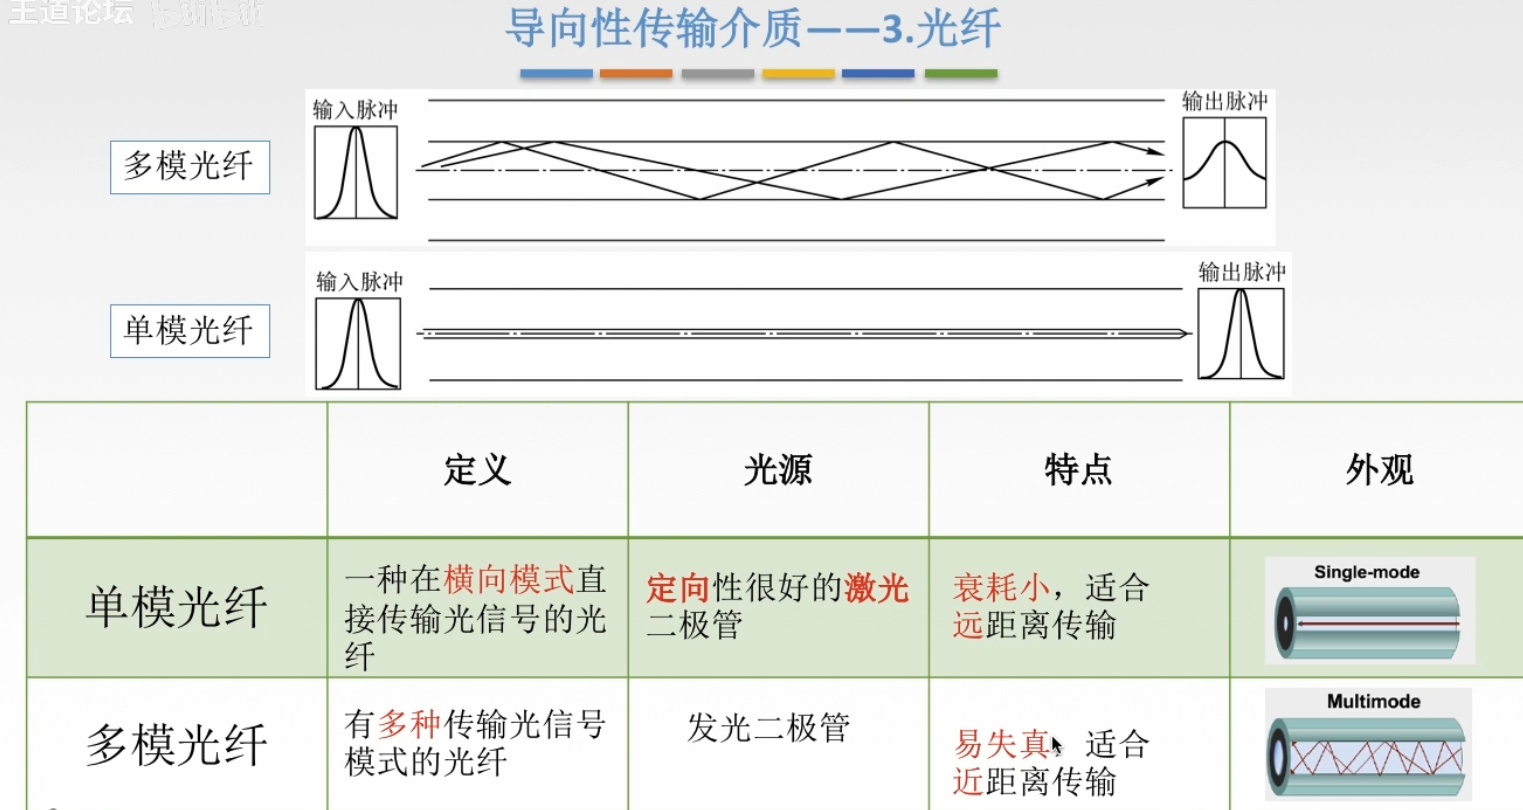 王道论坛 bilibili
导向性传输介质——3.光纤
输入脉冲
输出脉冲
多模光纤
输入脉冲
输出脉冲
单模光纤
定义
光源
特点
外观
单模光纤
一种在横向模式直
接传输光信号的光
纤
定向性很好的激光
二极管
衰耗小，适合
远距离传输
Single-mode
多模光纤
有多种传输光信号
模式的光纤
发光二极管
易失真 适合
近距离传输
Multimode